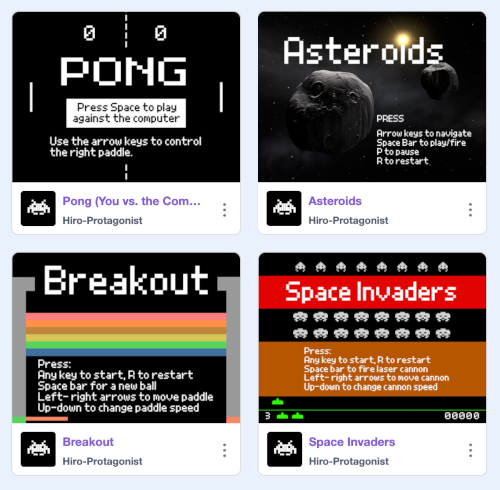 0 0
PONG
Press Space to play
against the computer
Use the arrow keys to control
the right paddle.
Pong (You vs. the Com...
Hiro-Protagonist
Asteroids
PRESS
Arrow keys to navigate
Space Bar to play/fire
P to pause
R to restart
Asteroids
Hiro-Protagonist
Breakout
Press:
Any key to start, R to restart
Space bar for a new ball
Left- right arrows to move paddle
Up-down to change paddle speed
Breakout
Hiro-Protagonist
Space Invaders
Press:
Any key to start, R to restart
Space bar to fire laser cannon
Left- right arrows to move cannon
Up-down to change cannon speed
3 00000
Space Invaders
Hiro-Protagonist